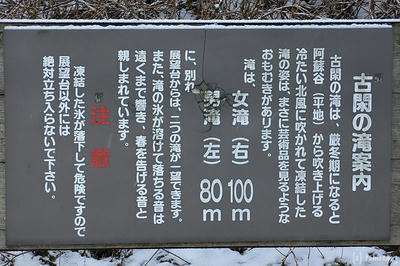 古閑の滝案内
古閑の滝は、厳冬期になると
阿蘇谷（平地）から吹き上げる
冷たい北風に吹かれて凍結した
滝の姿は、まさに芸術品を見るような
おもむきがあります。
滝は、
女滝（右）100m
男滝（左）80m
に、別れ
展望台からは、二つの滝が一望できます。
また、滝の氷が溶けて落ちる音は
遠くまで響き、春を告げる音と
親しまれています。
注意
凍結した氷が落下して危険ですので
展望台以外には
絶対立ち入らないで下さい。